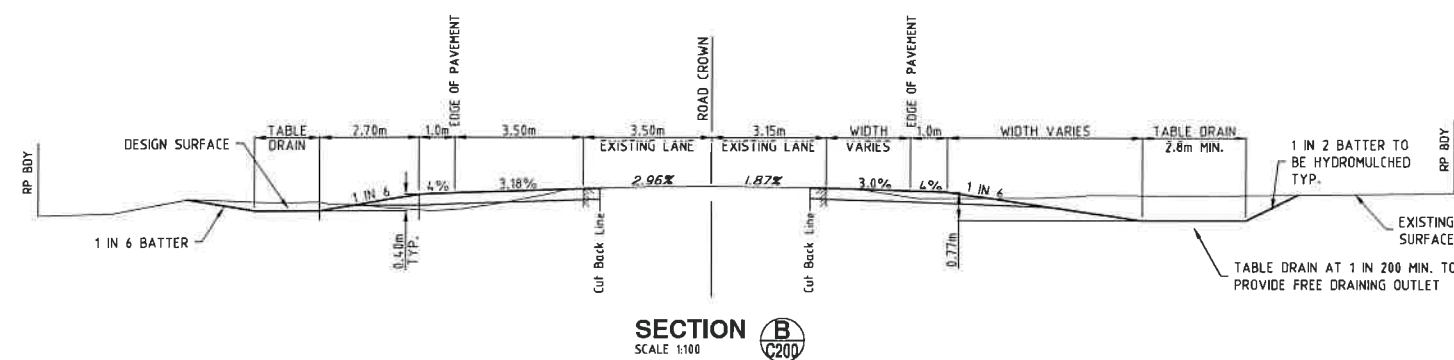 RP BDY
DESIGN SURFACE
TABLE
DRAIN
2.70m
1.0m
EDGE OF PAVEMENT
3.50m
3.50m
EXISTING LANE
ROAD CROWN
3.15m
EXISTING LANE
WIDTH
VARIES
EDGE OF PAVEMENT
1.0m
WIDTH VARIES
TABLE DRAIN
2.8m MIN.
1 IN 2 BATTER TO
BE HYDROMULCHED
TYP.
RP BDY
1 IN 6
4%
3.18%
2.96%
1.87%
3.0%
4%
1 IN 6
1 IN 6 BATTER
0.40m
TYP.
Cut Back Line
Cut Back Line
0.77m
EXISTING
SURFACE
TABLE DRAIN AT 1 IN 200 MIN. TO
PROVIDE FREE DRAINING OUTLET
SECTION B
SCALE 1:100 C200